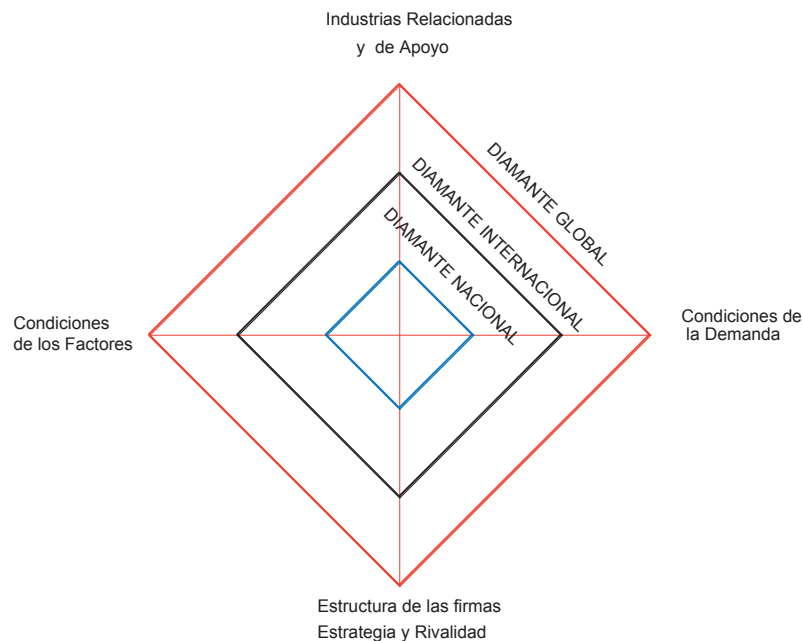 Industrias Relacionadas
y de Apoyo
DIAMANTE GLOBAL
DIAMANTE INTERNACIONAL
DIAMANTE NACIONAL
Condiciones
de los Factores
Condiciones de
la Demanda
Estructura de las firmas
Estrategia y Rivalidad